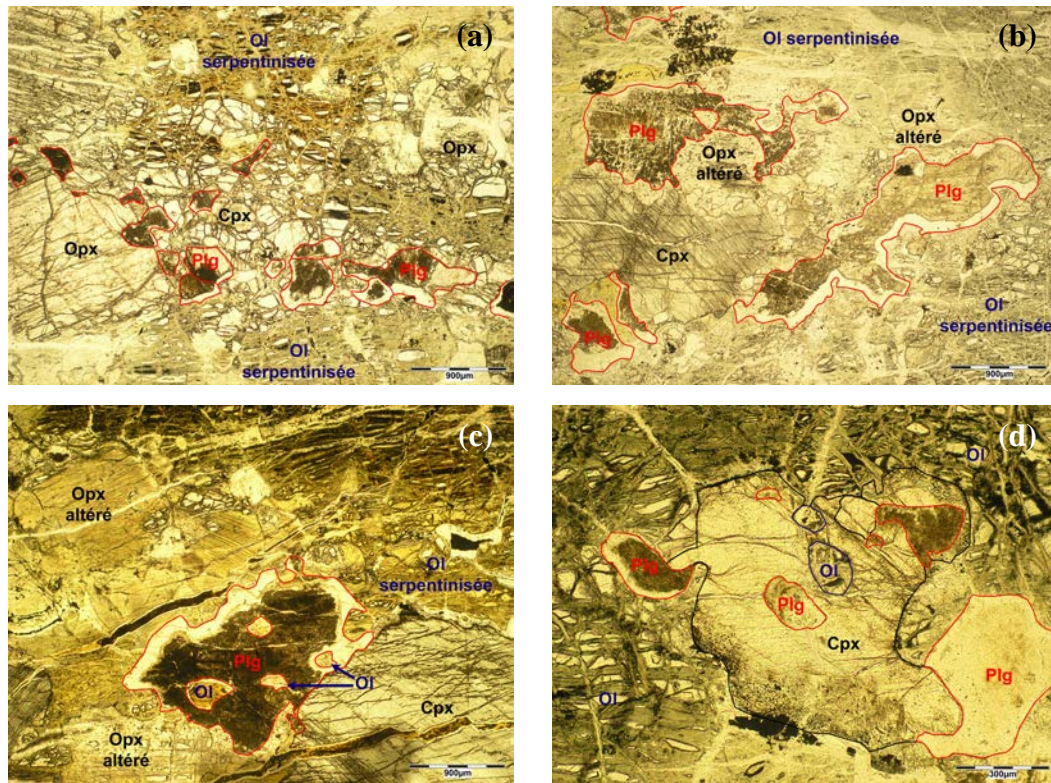 (a)
Ol
serpentinisée
Opx
Cpx
Opx
Plg
Plg
Ol
serpentinisée
900µm
(b)
Ol serpentinisée
Plg
Opx
altéré
Opx
altéré
Plg
Cpx
Plg
Ol
serpentinisée
900µm
(c)
Opx
altéré
Ol
serpentinisée
Plg
Ol
Ol
Cpx
Opx
altéré
900µm
(d)
Ol
Plg
Ol
Plg
Cpx
Plg
Ol
300µm